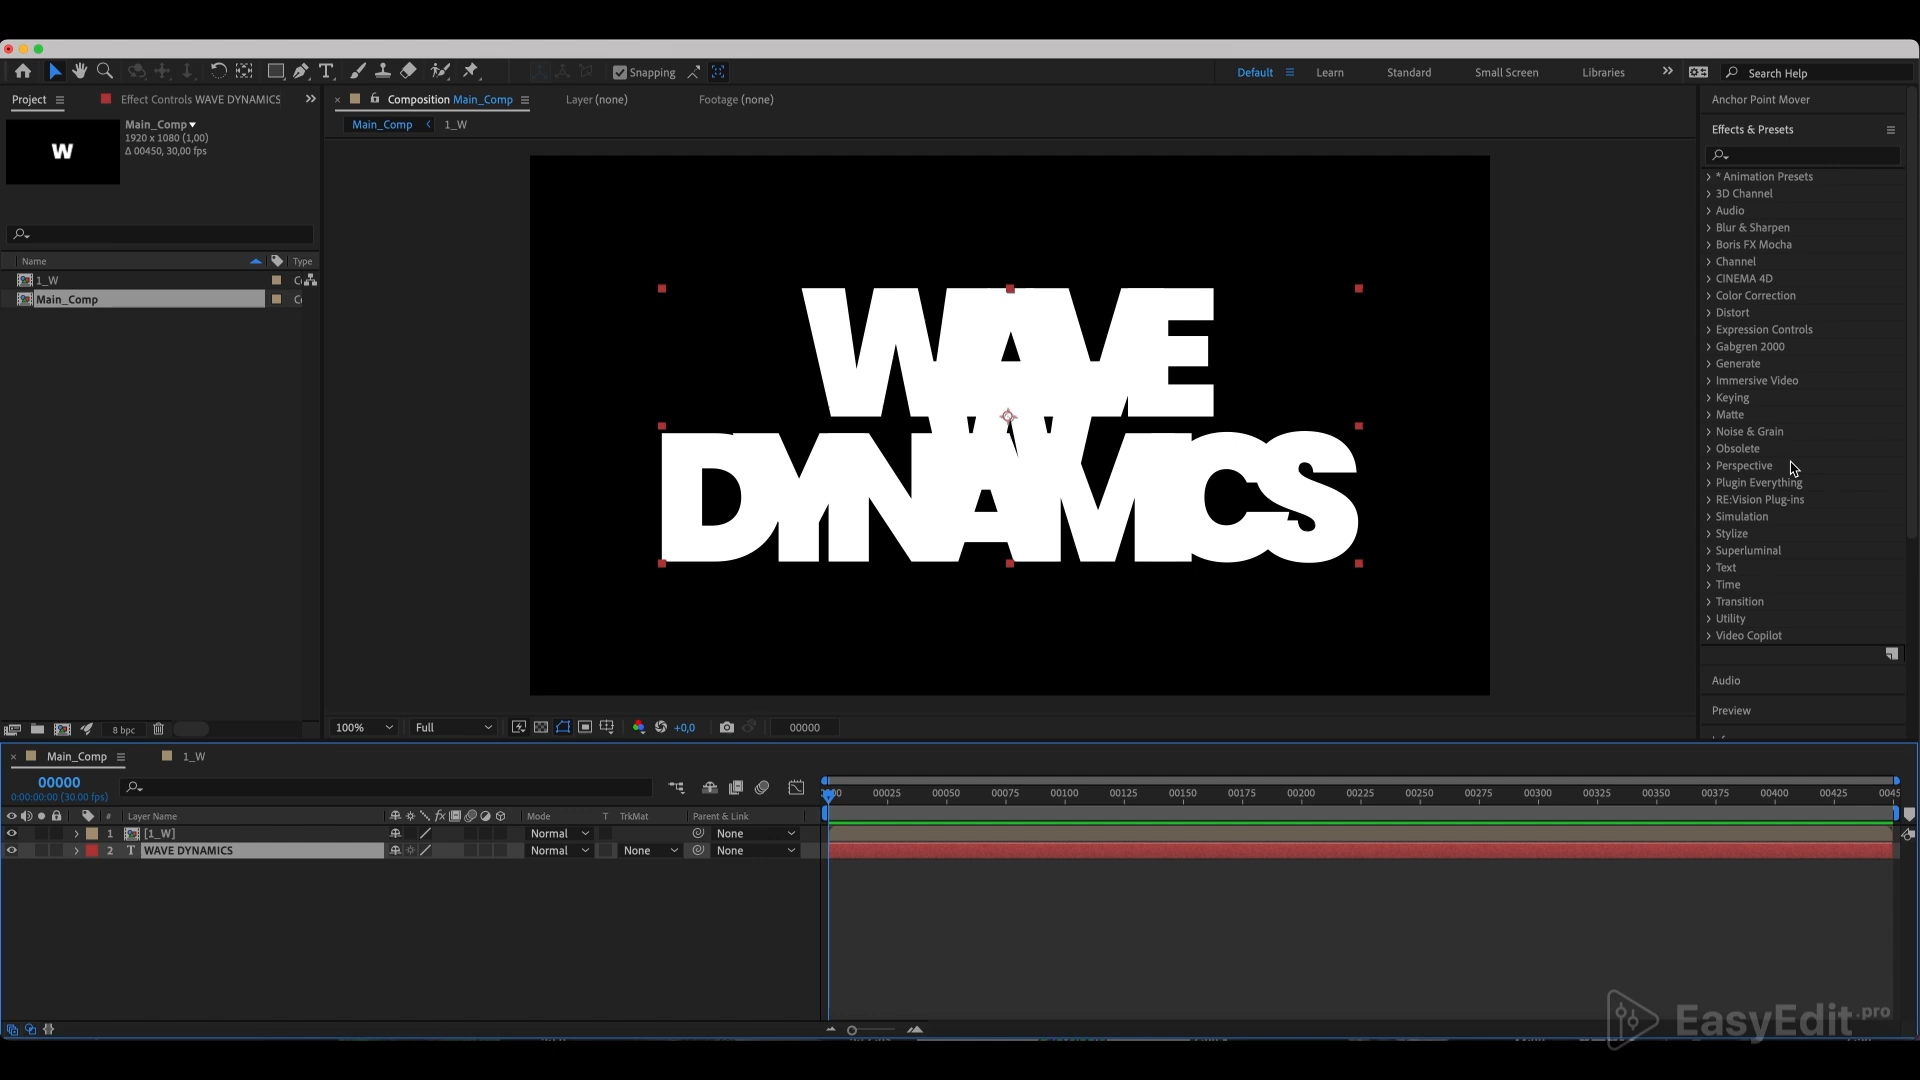 Snapping
Default
Learn
Standard
Small Screen
Libraries
Search Help
Project
Effect Controls WAVE DYNAMICS
Composition Main_Comp
Layer (none)
Footage (none)
Anchor Point Mover
Main_Comp
1920 x 1080 (1,00)
Δ 00450, 30,00 fps
W
Main_Comp
1_W
Effects & Presets
* Animation Presets
3D Channel
Audio
Blur & Sharpen
Boris FX Mocha
Channel
CINEMA 4D
Color Correction
Distort
Expression Controls
Gabgren 2000
Generate
Immersive Video
Keying
Matte
Noise & Grain
Obsolete
Perspective
Plugin Everything
RE:Vision Plug-ins
Simulation
Stylize
Superluminal
Text
Time
Transition
Utility
Video Copilot
Audio
Preview
Name
Type
1_W
Main_Comp
WAVE
DYNAMICS
8 bpc
100%
Full
+0,0
00000
Main_Comp
1_W
00000
0:00:00:00 (30.00 fps)
00025 00050 00075 00100 00125 00150 00175 00200 00225 00250 00275 00300 00325 00350 00375 00400 00425
# Layer Name Mode T TrkMat Parent & Link
1 [1_W] Normal None
2 T WAVE DYNAMICS Normal None None
EasyEdit.pro